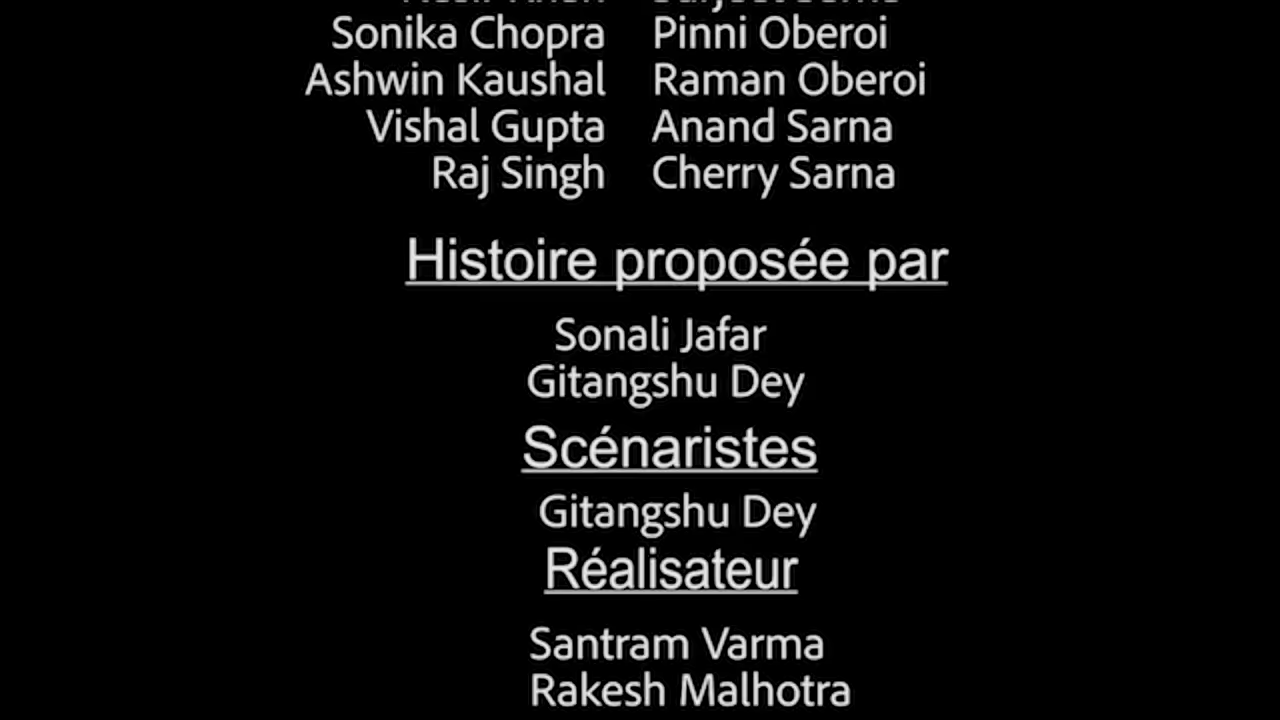 Sonika Chopra Pinni Oberoi
Ashwin Kaushal Raman Oberoi
Vishal Gupta Anand Sarna
Raj Singh Cherry Sarna
Histoire proposée par
Sonali Jafar
Gitangshu Dey
Scénaristes
Gitangshu Dey
Réalisateur
Santram Varma
Rakesh Malhotra